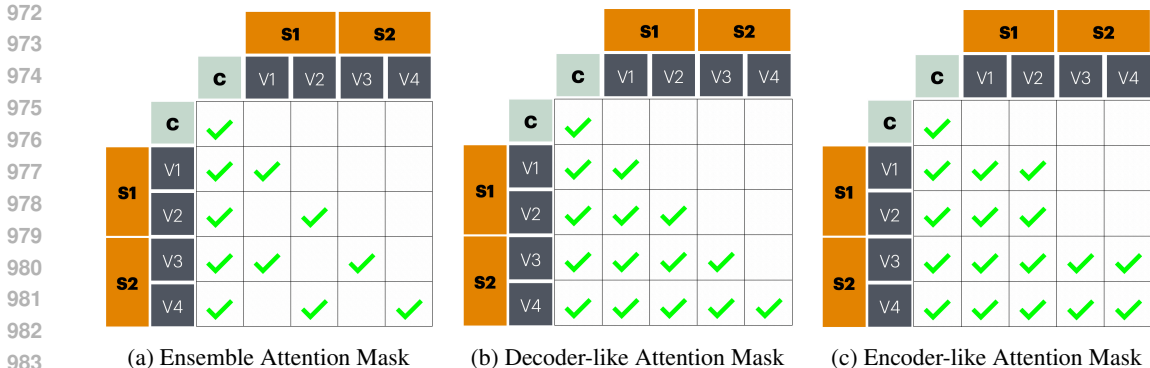 972
973
974
975
976
977
978
979
980
981
982
983
S1 S2
C V1 V2 V3 V4
C
S1
V1
V2
S2
V3
V4
(a) Ensemble Attention Mask
S1 S2
C V1 V2 V3 V4
C
S1
V1
V2
S2
V3
V4
(b) Decoder-like Attention Mask
S1 S2
C V1 V2 V3 V4
C
S1
V1
V2
S2
V3
V4
(c) Encoder-like Attention Mask